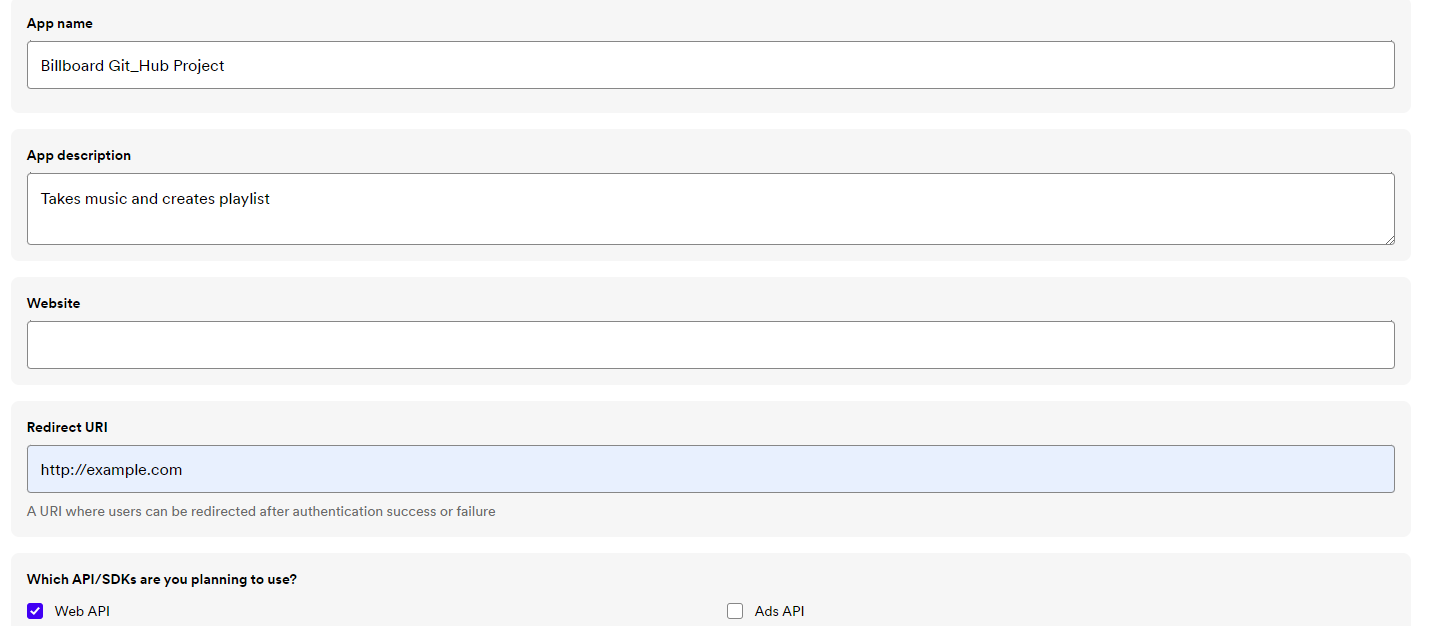 App name
Billboard Git_Hub Project
App description
Takes music and creates playlist
Website
Redirect URI
http://example.com
A URI where users can be redirected after authentication success or failure
Which API/SDKs are you planning to use?
Web API
Ads API